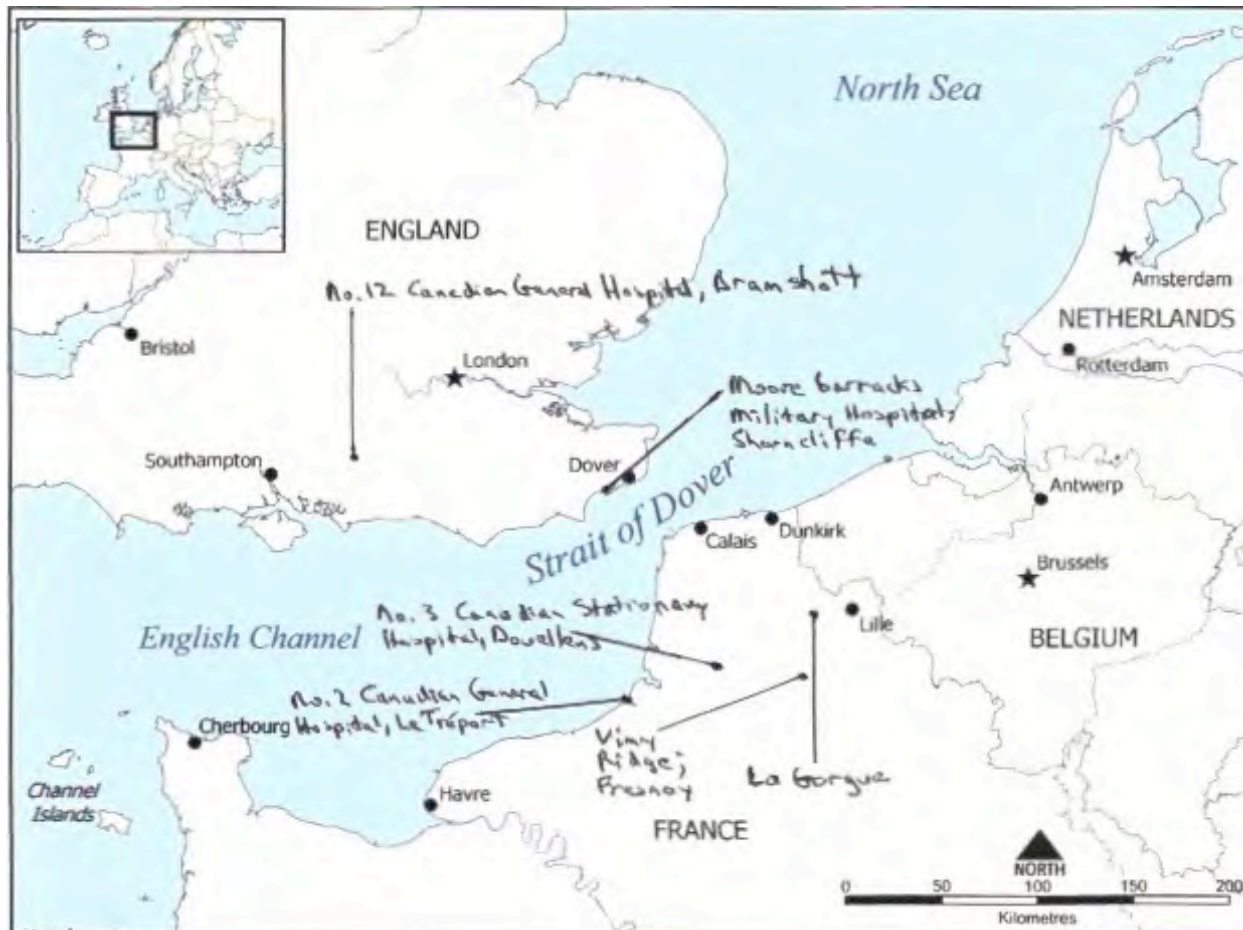 North Sea
ENGLAND
No. 12 Canadian General Hospital, Bramshott
Amsterdam
NETHERLANDS
Bristol
London
Rotterdam
Moore Barracks
Military Hospital,
Shorncliffe
Southampton
Dover
Antwerp
Strait of Dover
Calais
Dunkirk
Brussels
No. 3 Canadian Stationary
Hospital, Doullens
Lille
English Channel
BELGIUM
No. 2 Canadian General
Hospital, Le Tréport
Cherbourg
Vimy
Ridge;
Fresnoy
La Gorgue
Channel
Islands
Havre
FRANCE
NORTH
0 50 100 150 200
Kilometres